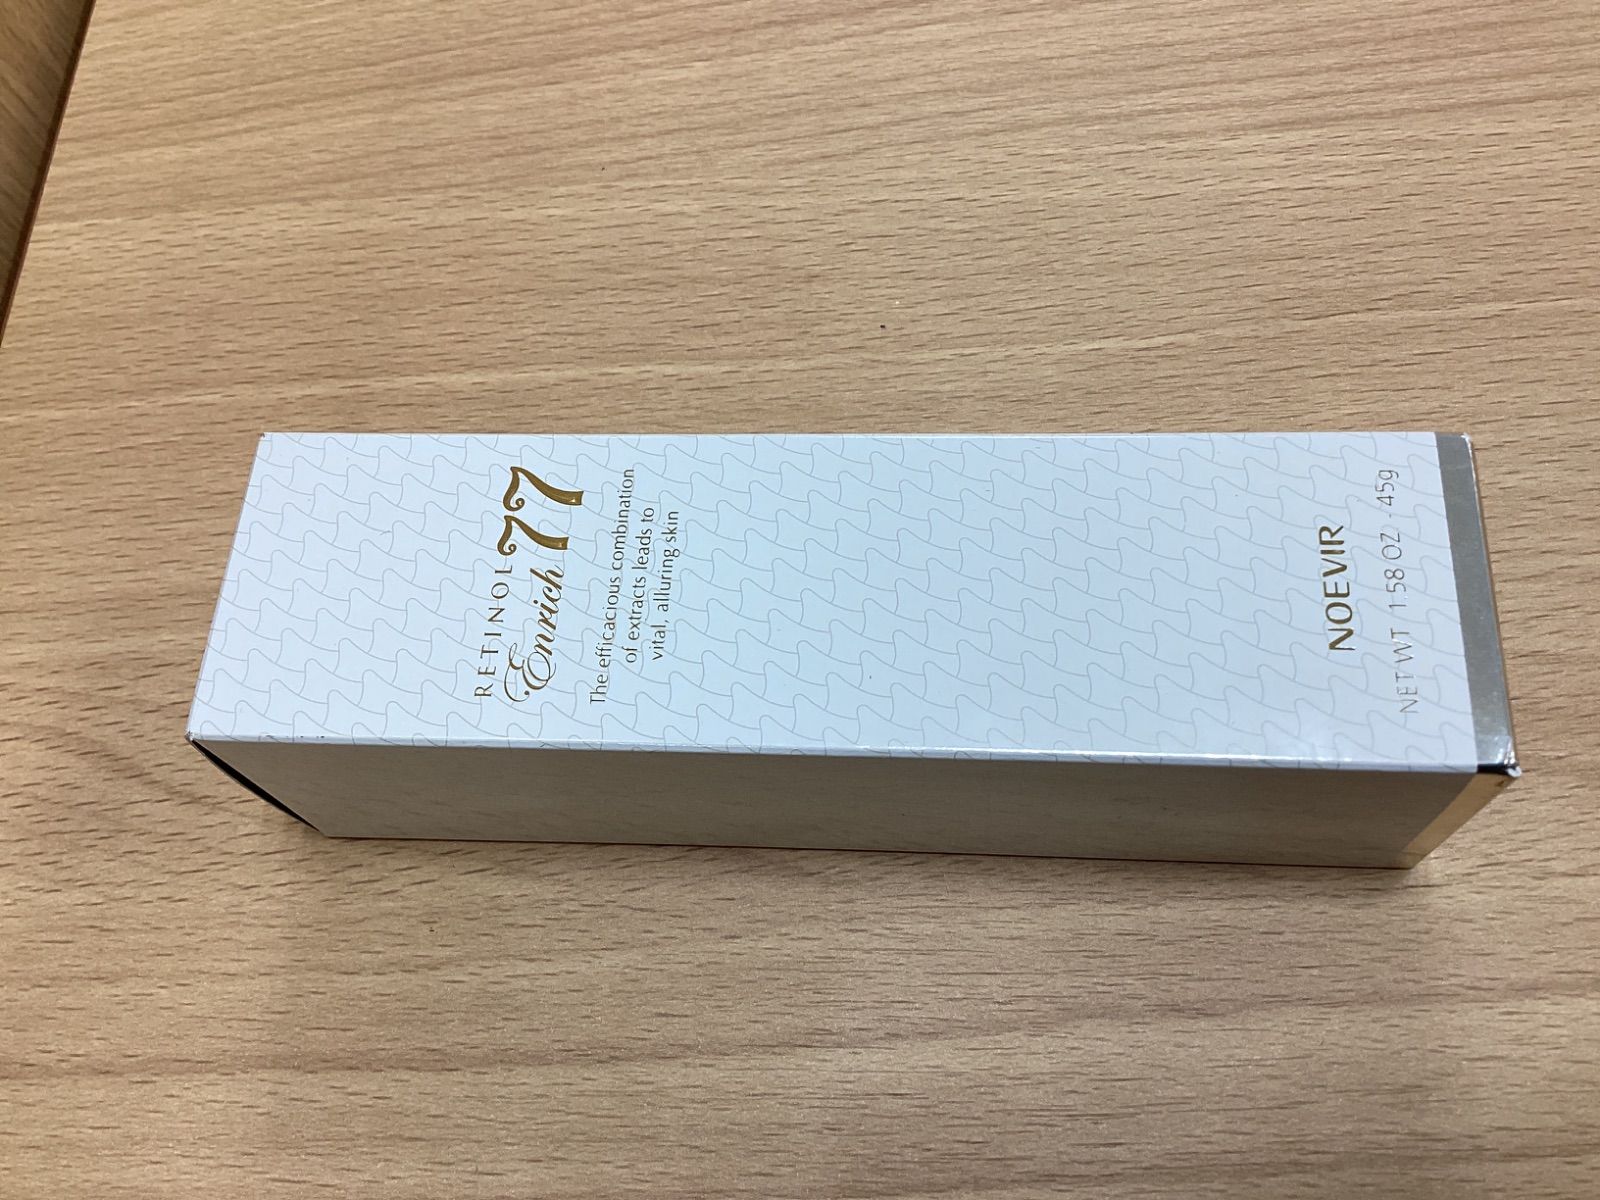 RETINOL
Enrich 77
The efficacious combination
of extracts leads to
vital, alluring skin
NOEVIR
NET WT 1.58 OZ - 45g